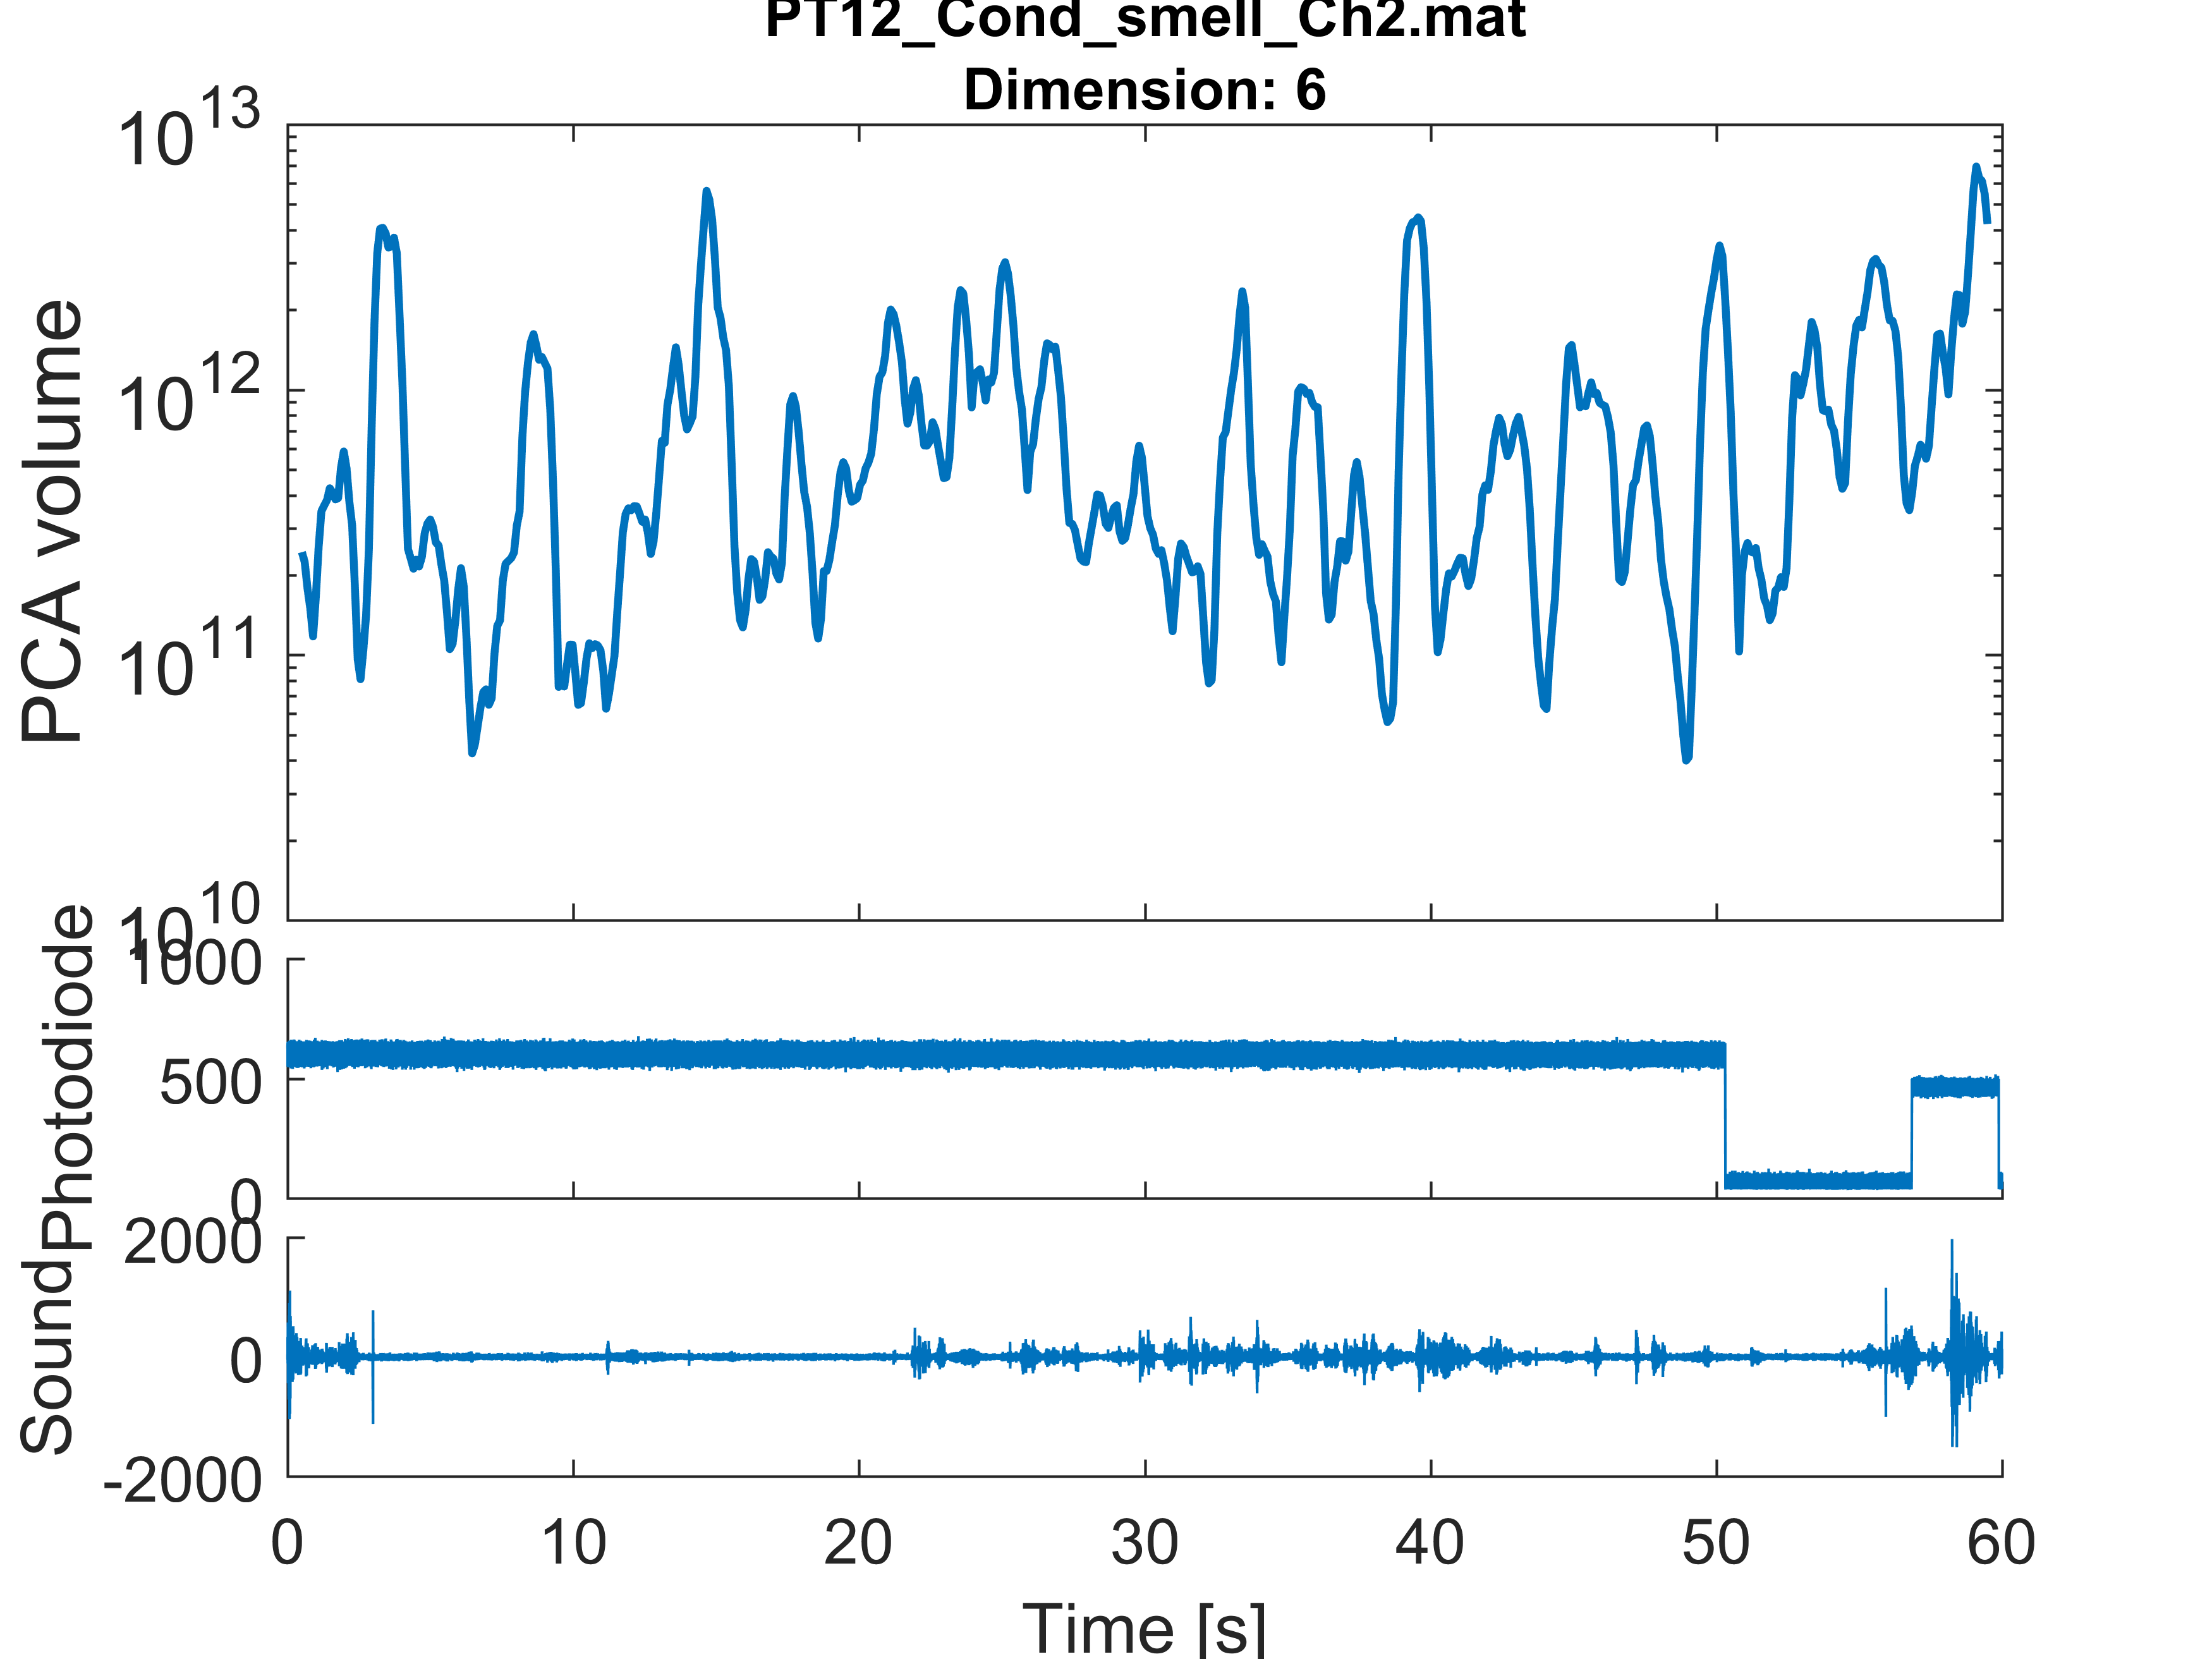 PT12_Cond_smell_Ch2.mat
Dimension: 6
10^13
10^12
10^11
10^10
PCA volume
1000
500
0
Photodiode
2000
0
-2000
Sound
0 10 20 30 40 50 60
Time [s]